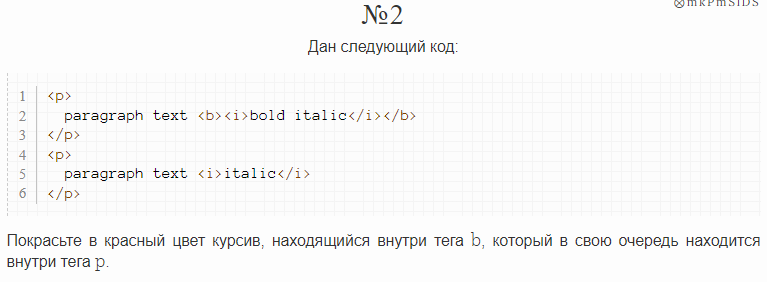 ⊗mkPmSlDS
№2
Дан следующий код:
1 <p>
2 paragraph text <b><i>bold italic</i></b>
3 </p>
4 <p>
5 paragraph text <i>italic</i>
6 </p>
Покрасьте в красный цвет курсив, находящийся внутри тега b, который в свою очередь находится
внутри тега p.